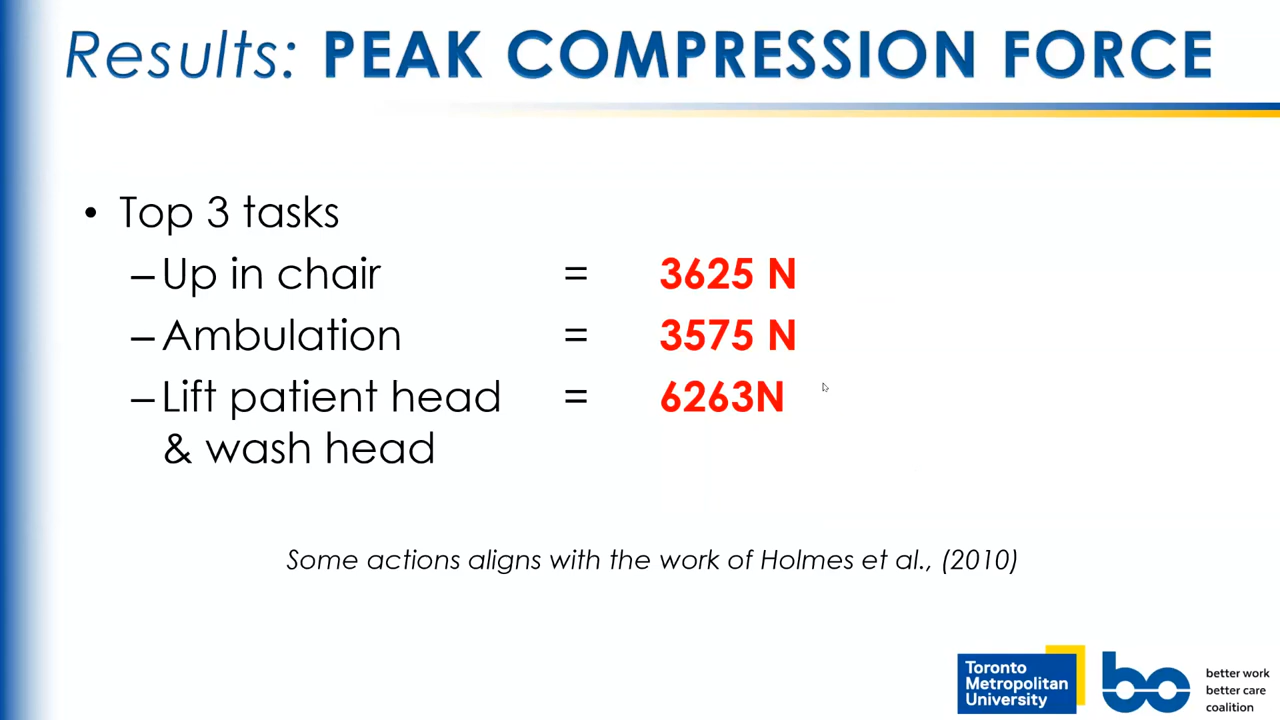 Results: PEAK COMPRESSION FORCE
• Top 3 tasks
–Up in chair = 3625 N
–Ambulation = 3575 N
–Lift patient head = 6263N
& wash head
Some actions aligns with the work of Holmes et al., (2010)
Toronto
Metropolitan
University
bo
better work
better care
coalition